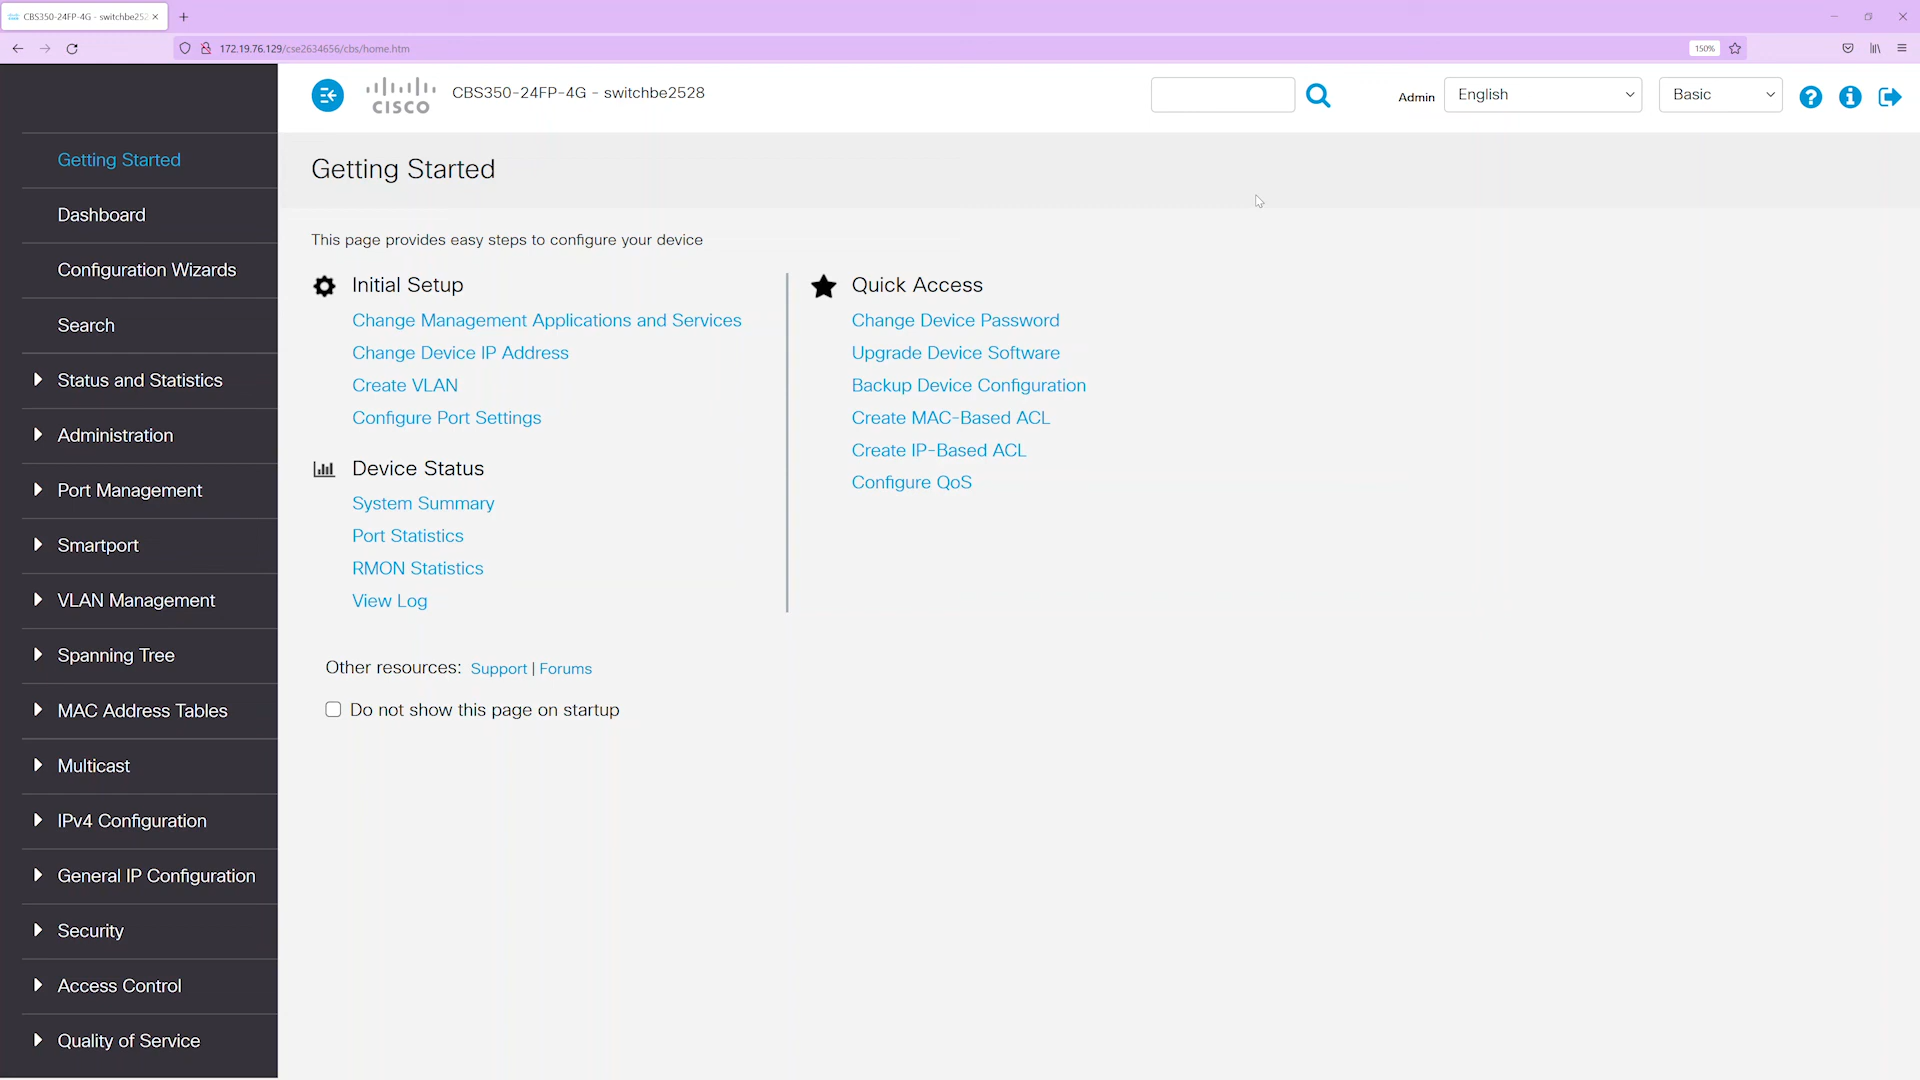 CBS350-24FP-4G - switchbe252
172.19.76.129/cse2634656/cbs/home.htm
150%
CISCO
CBS350-24FP-4G - switchbe2528
Admin
English
Basic
Getting Started
Dashboard
Configuration Wizards
Search
Status and Statistics
Administration
Port Management
Smartport
VLAN Management
Spanning Tree
MAC Address Tables
Multicast
IPv4 Configuration
General IP Configuration
Security
Access Control
Quality of Service
Getting Started
This page provides easy steps to configure your device
Initial Setup
Change Management Applications and Services
Change Device IP Address
Create VLAN
Configure Port Settings
Device Status
System Summary
Port Statistics
RMON Statistics
View Log
Quick Access
Change Device Password
Upgrade Device Software
Backup Device Configuration
Create MAC-Based ACL
Create IP-Based ACL
Configure QoS
Other resources: Support | Forums
Do not show this page on startup